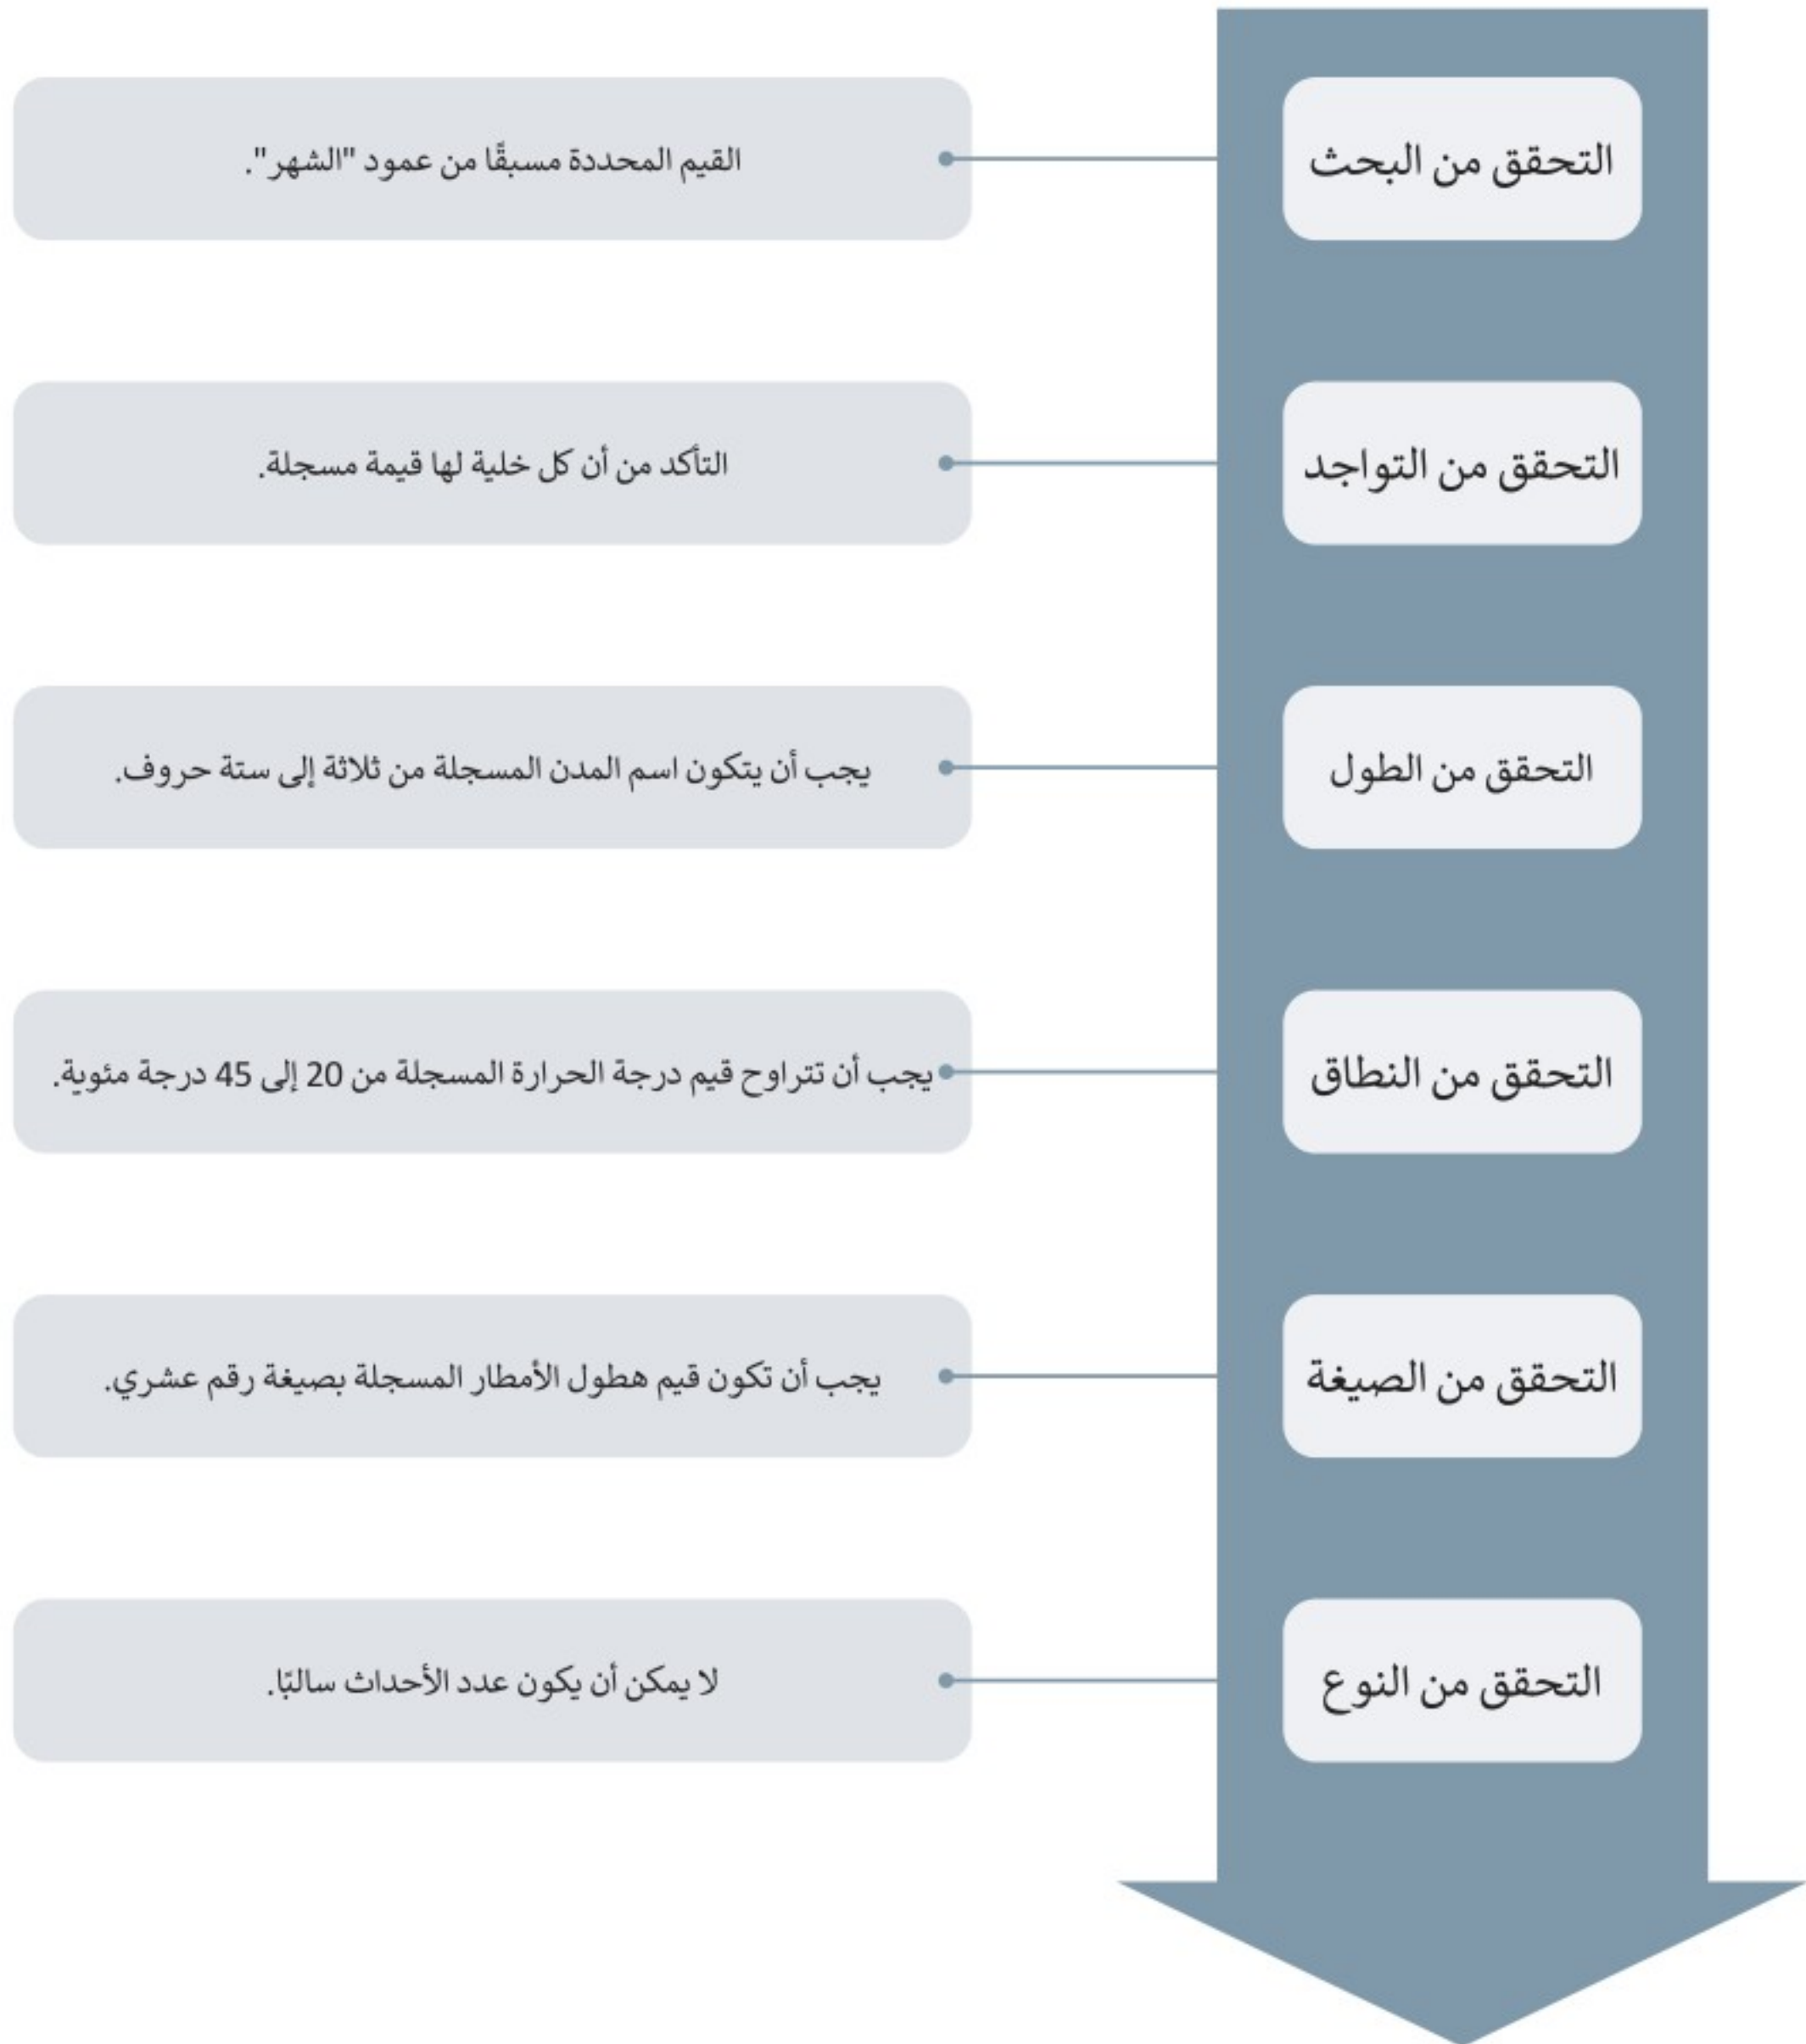 التحقق من البحث
القيم المحددة مسبقًا من عمود "الشهر".
التحقق من التواجد
التأكد من أن كل خلية لها قيمة مسجلة.
التحقق من الطول
يجب أن يتكون اسم المدن المسجلة من ثلاثة إلى ستة حروف.
التحقق من النطاق
يجب أن تتراوح قيم درجة الحرارة المسجلة من 20 إلى 45 درجة مئوية.
التحقق من الصيغة
يجب أن تكون قيم هطول الأمطار المسجلة بصيغة رقم عشري.
التحقق من النوع
لا يمكن أن يكون عدد الأحداث سالبًا.